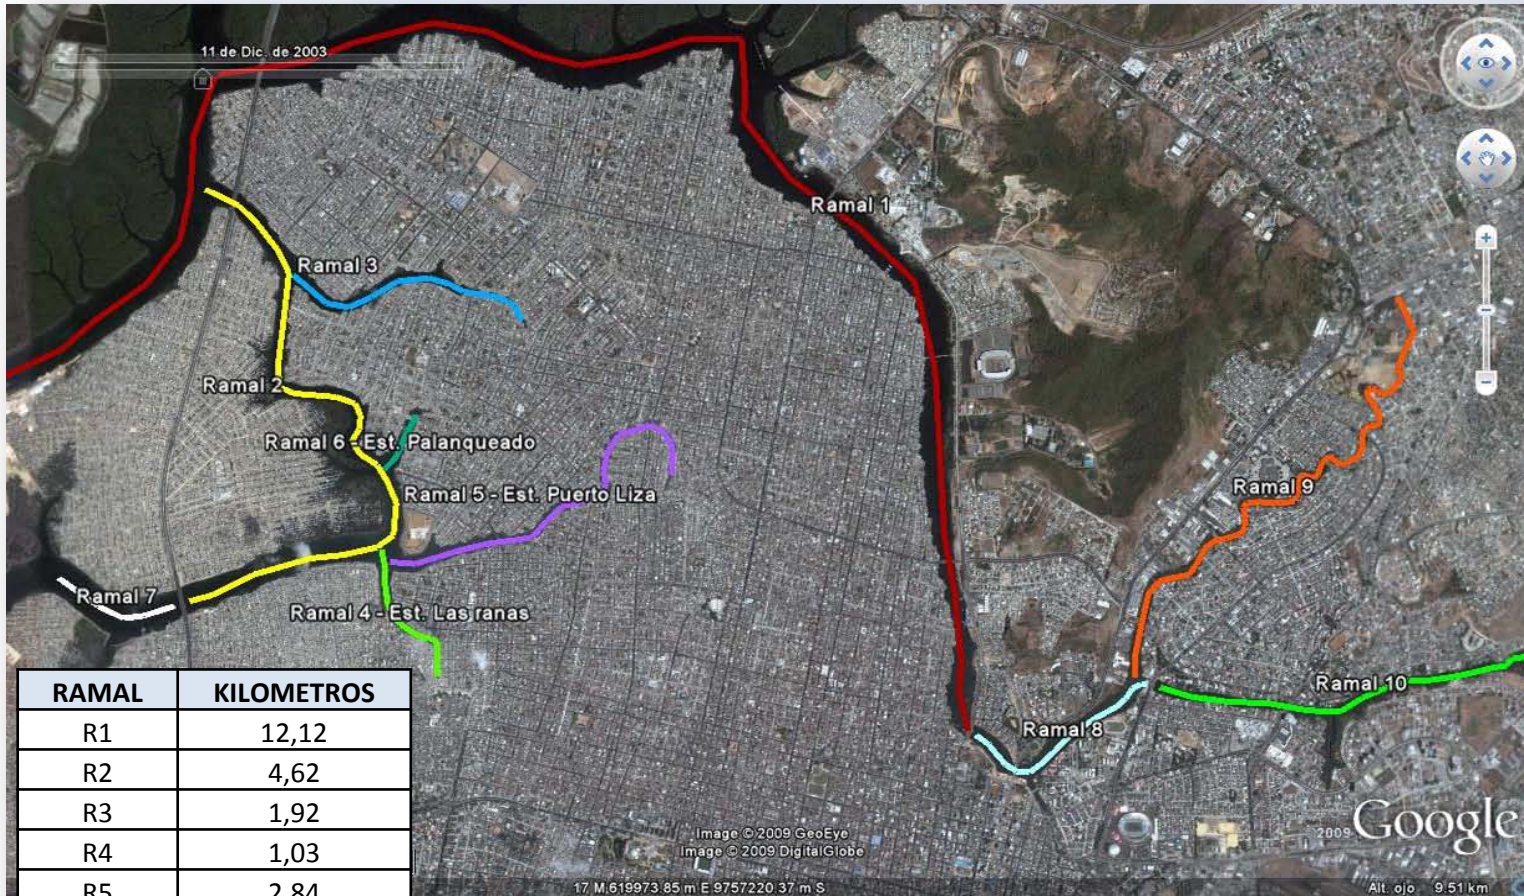 11 de Dic. de 2003
Ramal 1
Ramal 3
Ramal 2
Ramal 6 - Est. Palanqueado
Ramal 5 - Est. Puerto Liza
Ramal 9
Ramal 7
Ramal 4 - Est. Las ranas
Ramal 10
Ramal 8
RAMAL KILOMETROS
R1 12,12
R2 4,62
R3 1,92
R4 1,03
R5 2,84
Image © 2009 GeoEye
Image © 2009 DigitalGlobe
2009 Google
17 M 619973.85 m E 9757220.37 m S
Alt. ojo 9.51 km